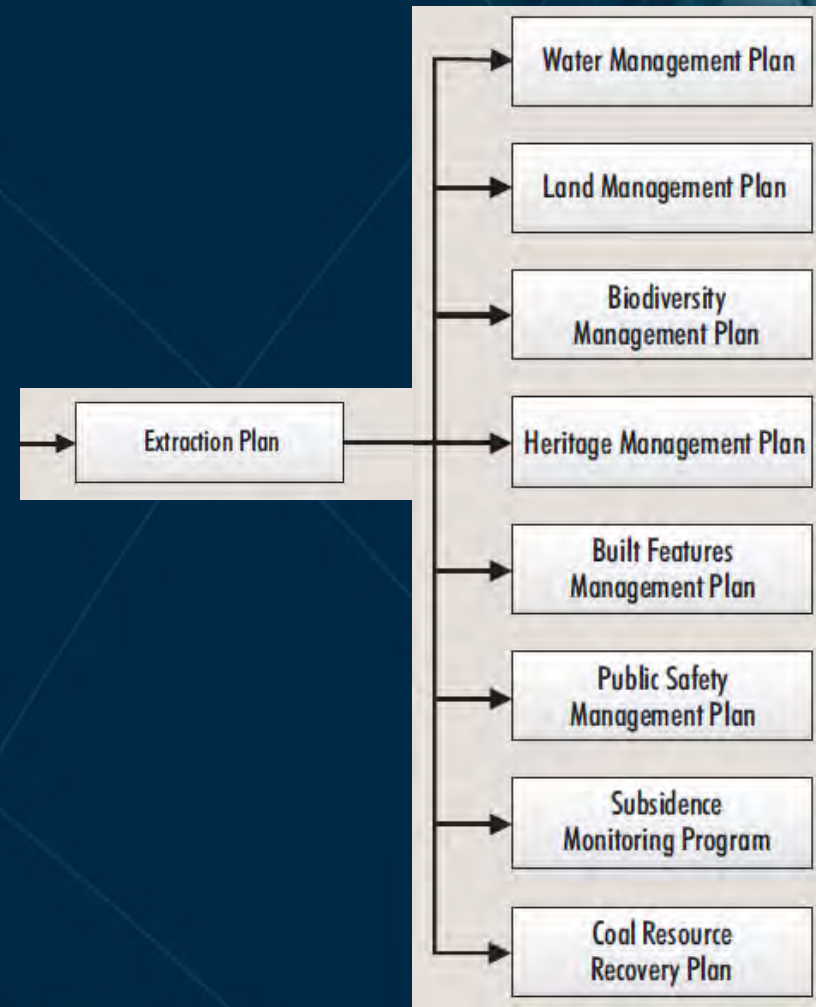 Water Management Plan
Land Management Plan
Biodiversity
Management Plan
Extraction Plan
Heritage Management Plan
Built Features
Management Plan
Public Safety
Management Plan
Subsidence
Monitoring Program
Coal Resource
Recovery Plan